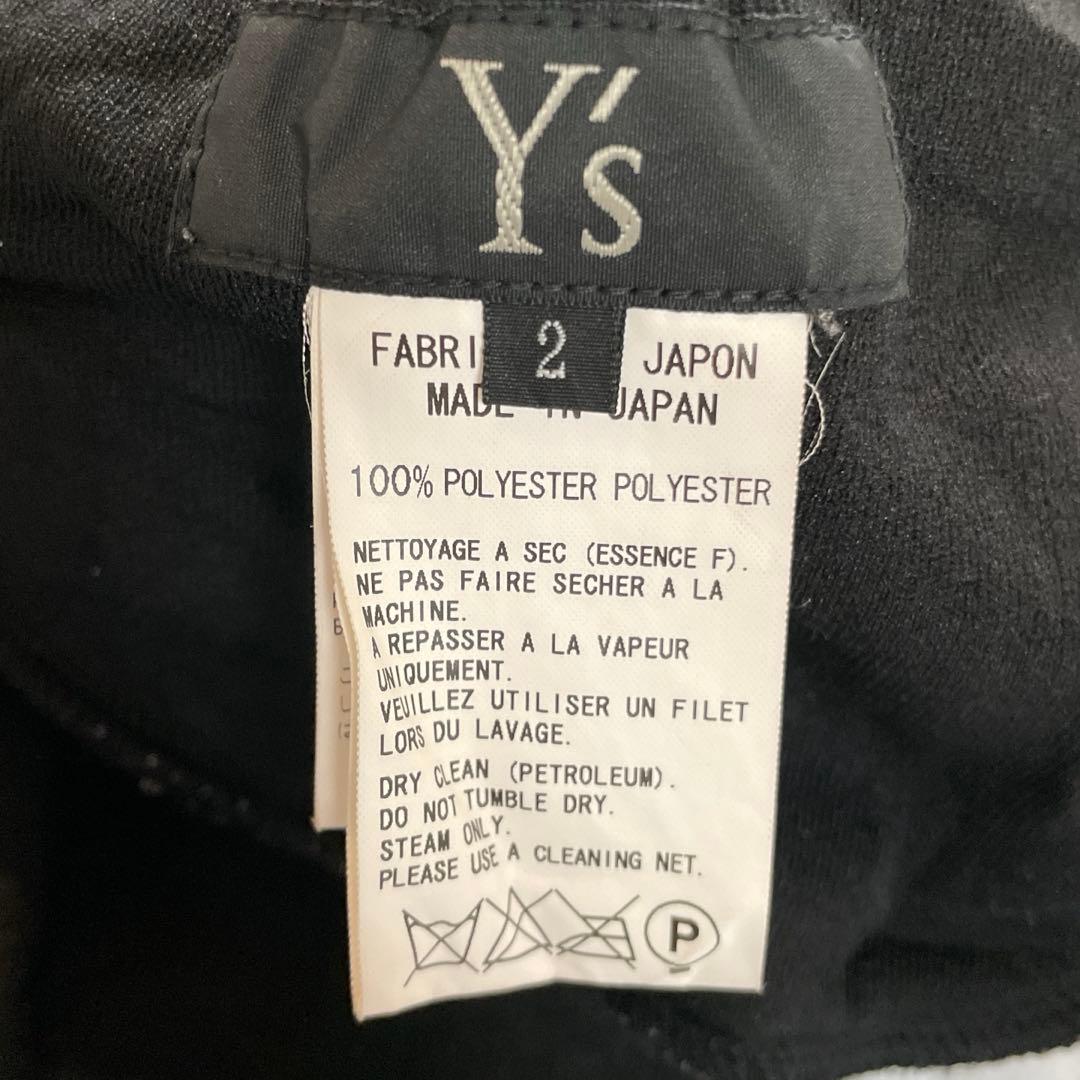 Y's
2
FABRI JAPON
MADE IN JAPAN
100% POLYESTER POLYESTER
NETTOYAGE A SEC (ESSENCE F).
NE PAS FAIRE SECHER A LA
MACHINE.
A REPASSER A LA VAPEUR
UNIQUEMENT.
VEUILLEZ UTILISER UN FILET
LORS DU LAVAGE.
DRY CLEAN (PETROLEUM).
DO NOT TUMBLE DRY.
STEAM ONLY.
PLEASE USE A CLEANING NET.
P